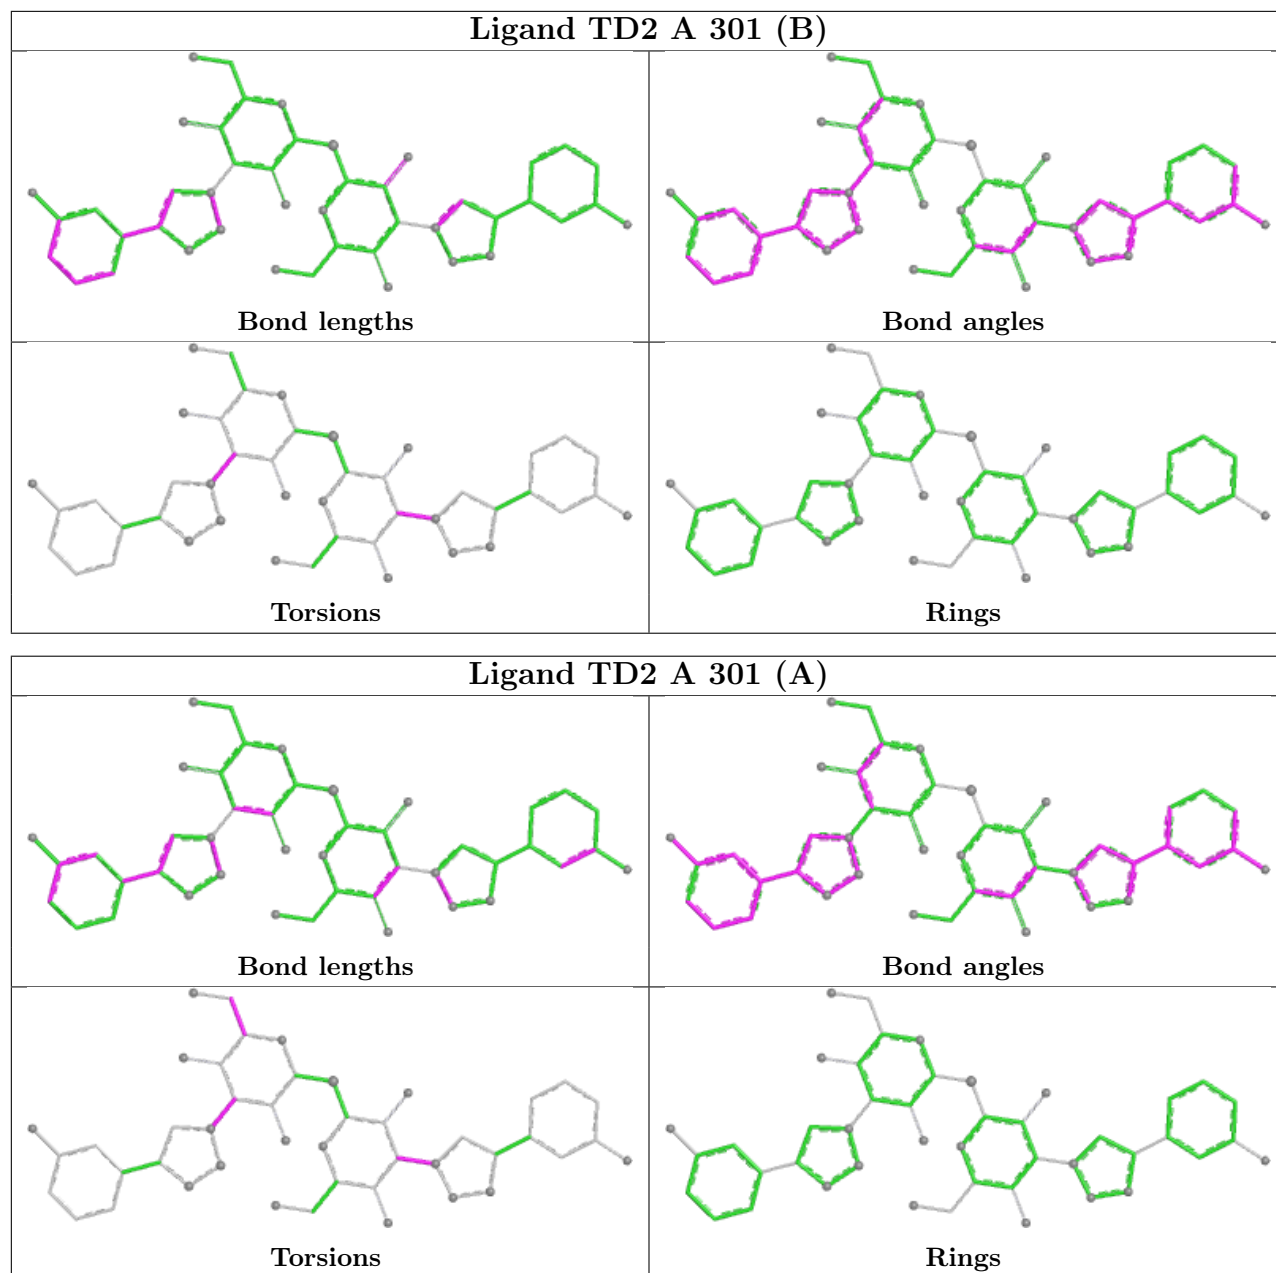 Ligand TD2 A 301 (B)
Bond lengths
Bond angles
Torsions
Rings
Ligand TD2 A 301 (A)
Bond lengths
Bond angles
Torsions
Rings